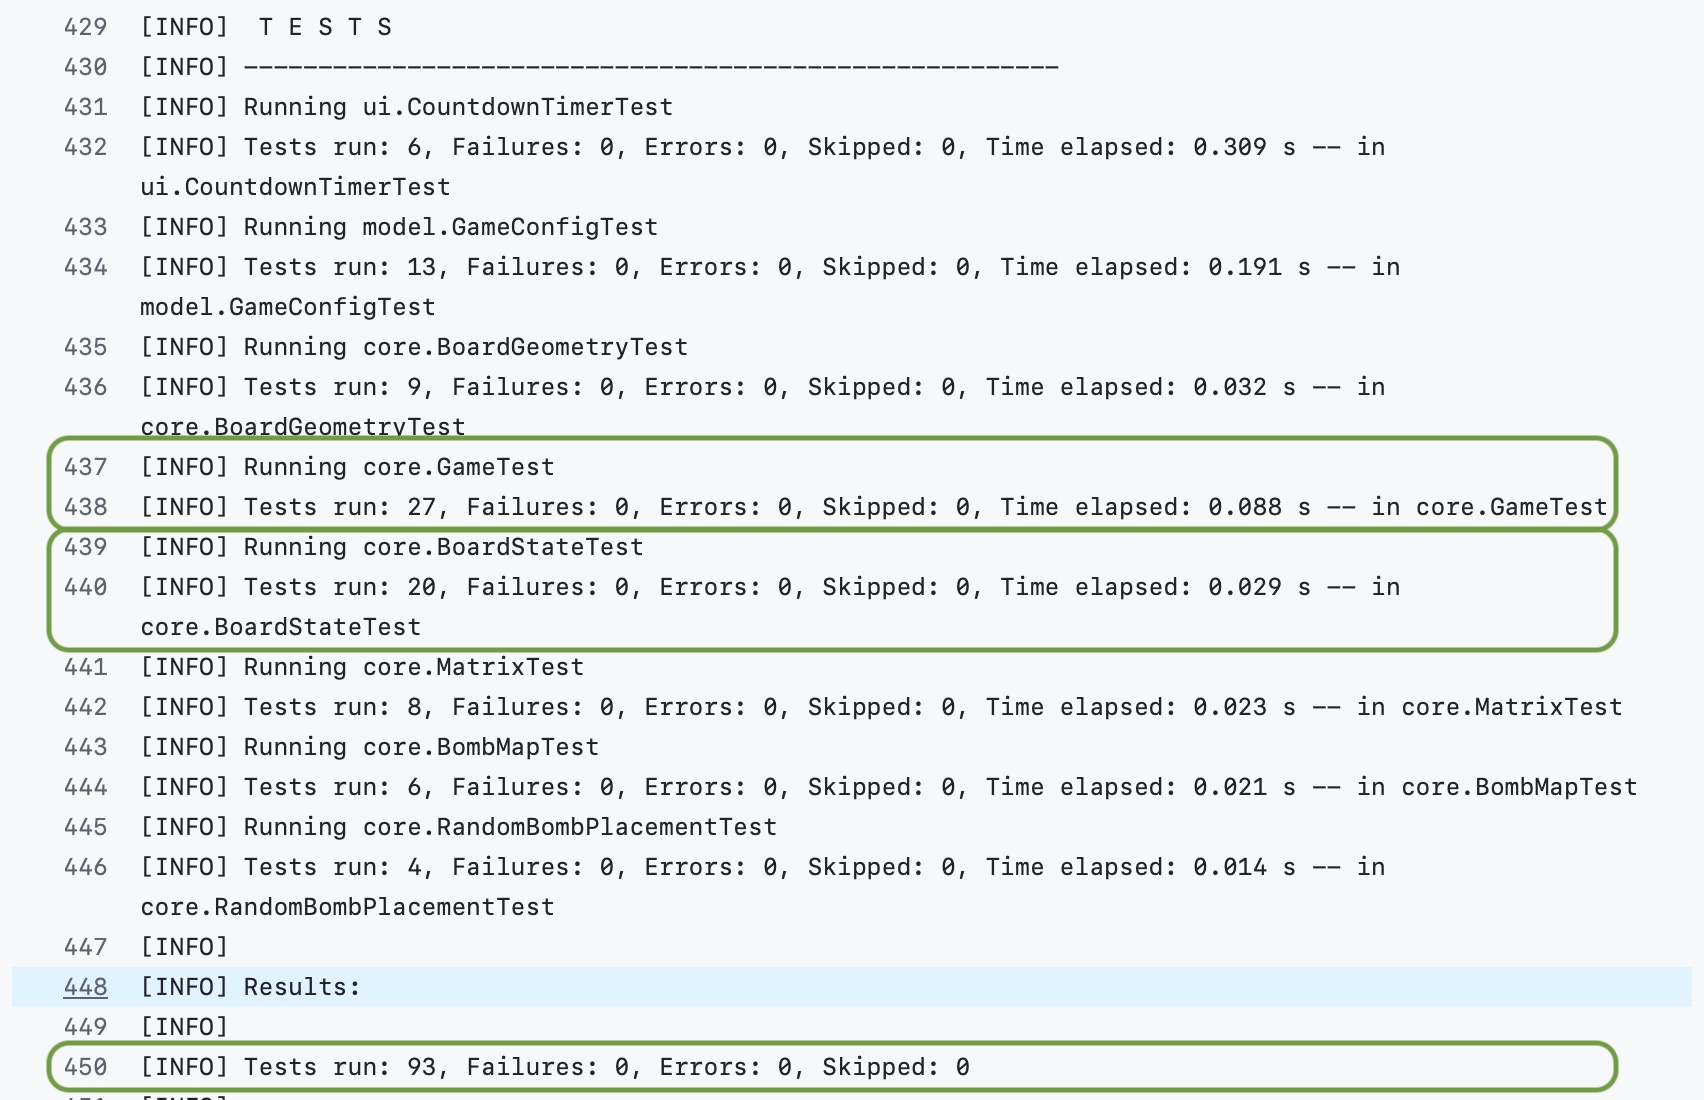 429 [INFO]  T E S T S
430 [INFO] -------------------------------------------------------
431 [INFO] Running ui.CountdownTimerTest
432 [INFO] Tests run: 6, Failures: 0, Errors: 0, Skipped: 0, Time elapsed: 0.309 s -- in
ui.CountdownTimerTest
433 [INFO] Running model.GameConfigTest
434 [INFO] Tests run: 13, Failures: 0, Errors: 0, Skipped: 0, Time elapsed: 0.191 s -- in
model.GameConfigTest
435 [INFO] Running core.BoardGeometryTest
436 [INFO] Tests run: 9, Failures: 0, Errors: 0, Skipped: 0, Time elapsed: 0.032 s -- in
core.BoardGeometryTest
437 [INFO] Running core.GameTest
438 [INFO] Tests run: 27, Failures: 0, Errors: 0, Skipped: 0, Time elapsed: 0.088 s -- in core.GameTest
439 [INFO] Running core.BoardStateTest
440 [INFO] Tests run: 20, Failures: 0, Errors: 0, Skipped: 0, Time elapsed: 0.029 s -- in
core.BoardStateTest
441 [INFO] Running core.MatrixTest
442 [INFO] Tests run: 8, Failures: 0, Errors: 0, Skipped: 0, Time elapsed: 0.023 s -- in core.MatrixTest
443 [INFO] Running core.BombMapTest
444 [INFO] Tests run: 6, Failures: 0, Errors: 0, Skipped: 0, Time elapsed: 0.021 s -- in core.BombMapTest
445 [INFO] Running core.RandomBombPlacementTest
446 [INFO] Tests run: 4, Failures: 0, Errors: 0, Skipped: 0, Time elapsed: 0.014 s -- in
core.RandomBombPlacementTest
447 [INFO]
448 [INFO] Results:
449 [INFO]
450 [INFO] Tests run: 93, Failures: 0, Errors: 0, Skipped: 0